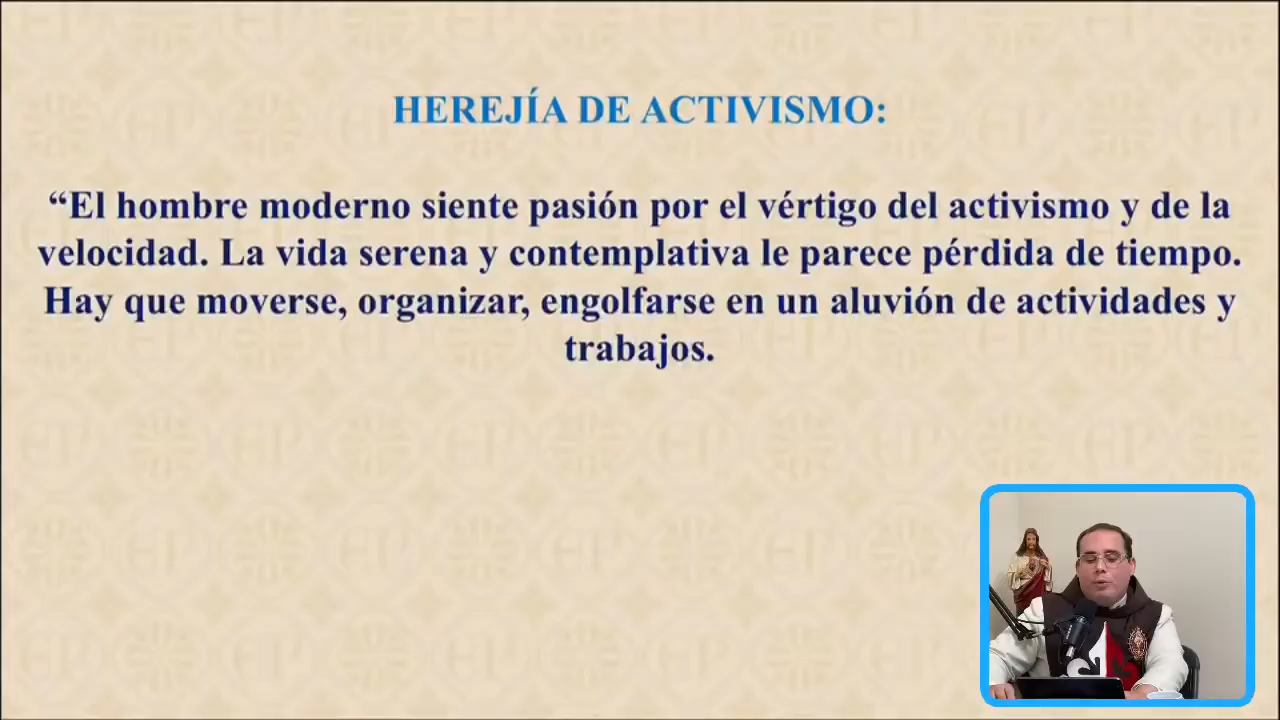 HEREJÍA DE ACTIVISMO:
“El hombre moderno siente pasión por el vértigo del activismo y de la
velocidad. La vida serena y contemplativa le parece pérdida de tiempo.
Hay que moverse, organizar, engolfarse en un aluvión de actividades y
trabajos.